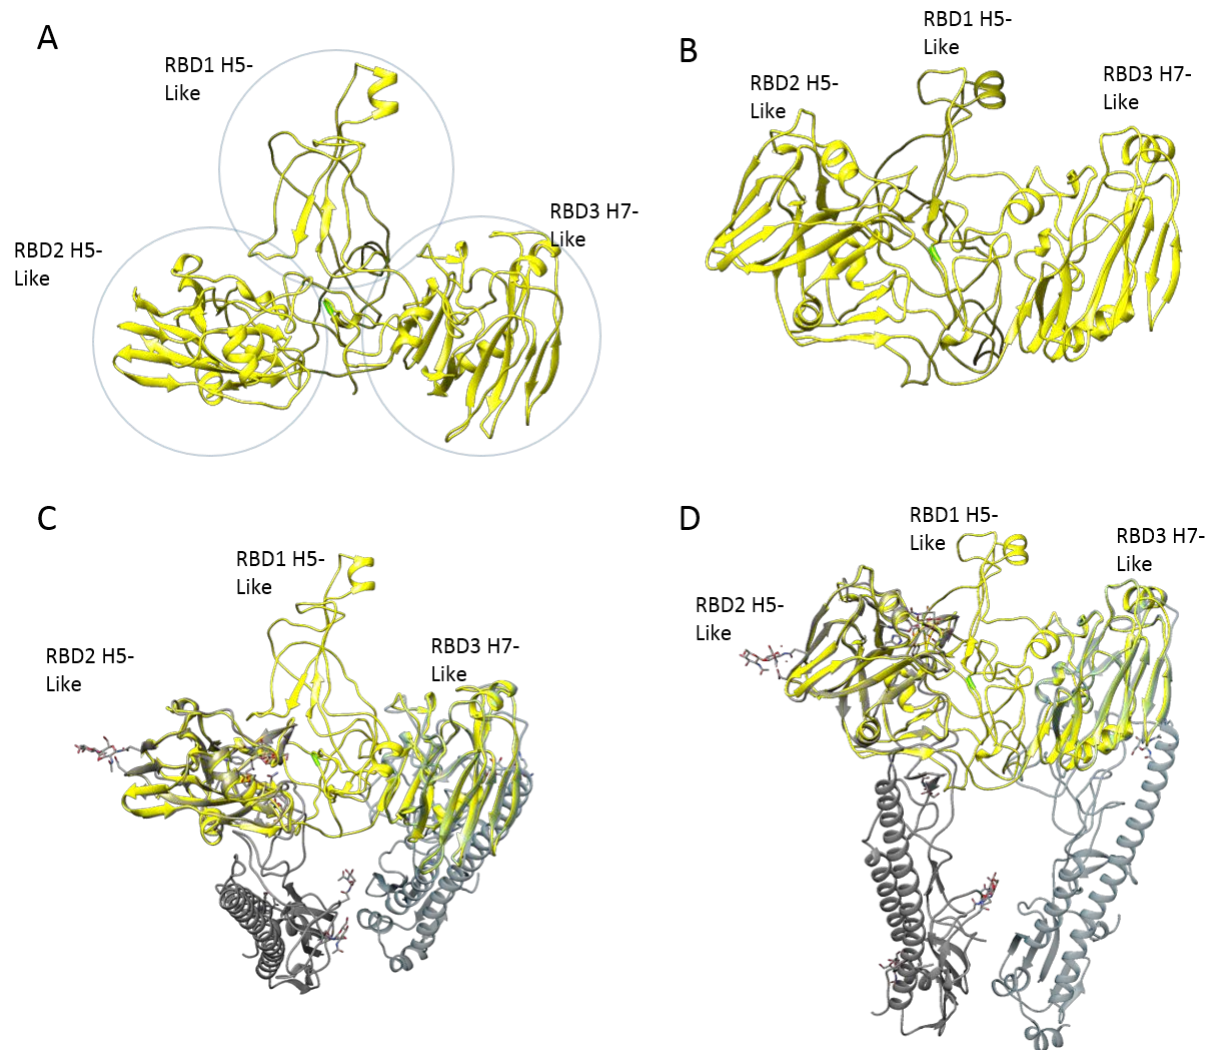 A
RBD1 H5-
Like
RBD2 H5-
Like
RBD3 H7-
Like
B
RBD1 H5-
Like
RBD2 H5-
Like
RBD3 H7-
Like
C
RBD1 H5-
Like
RBD2 H5-
Like
RBD3 H7-
Like
D
RBD1 H5-
Like
RBD2 H5-
Like
RBD3 H7-
Like